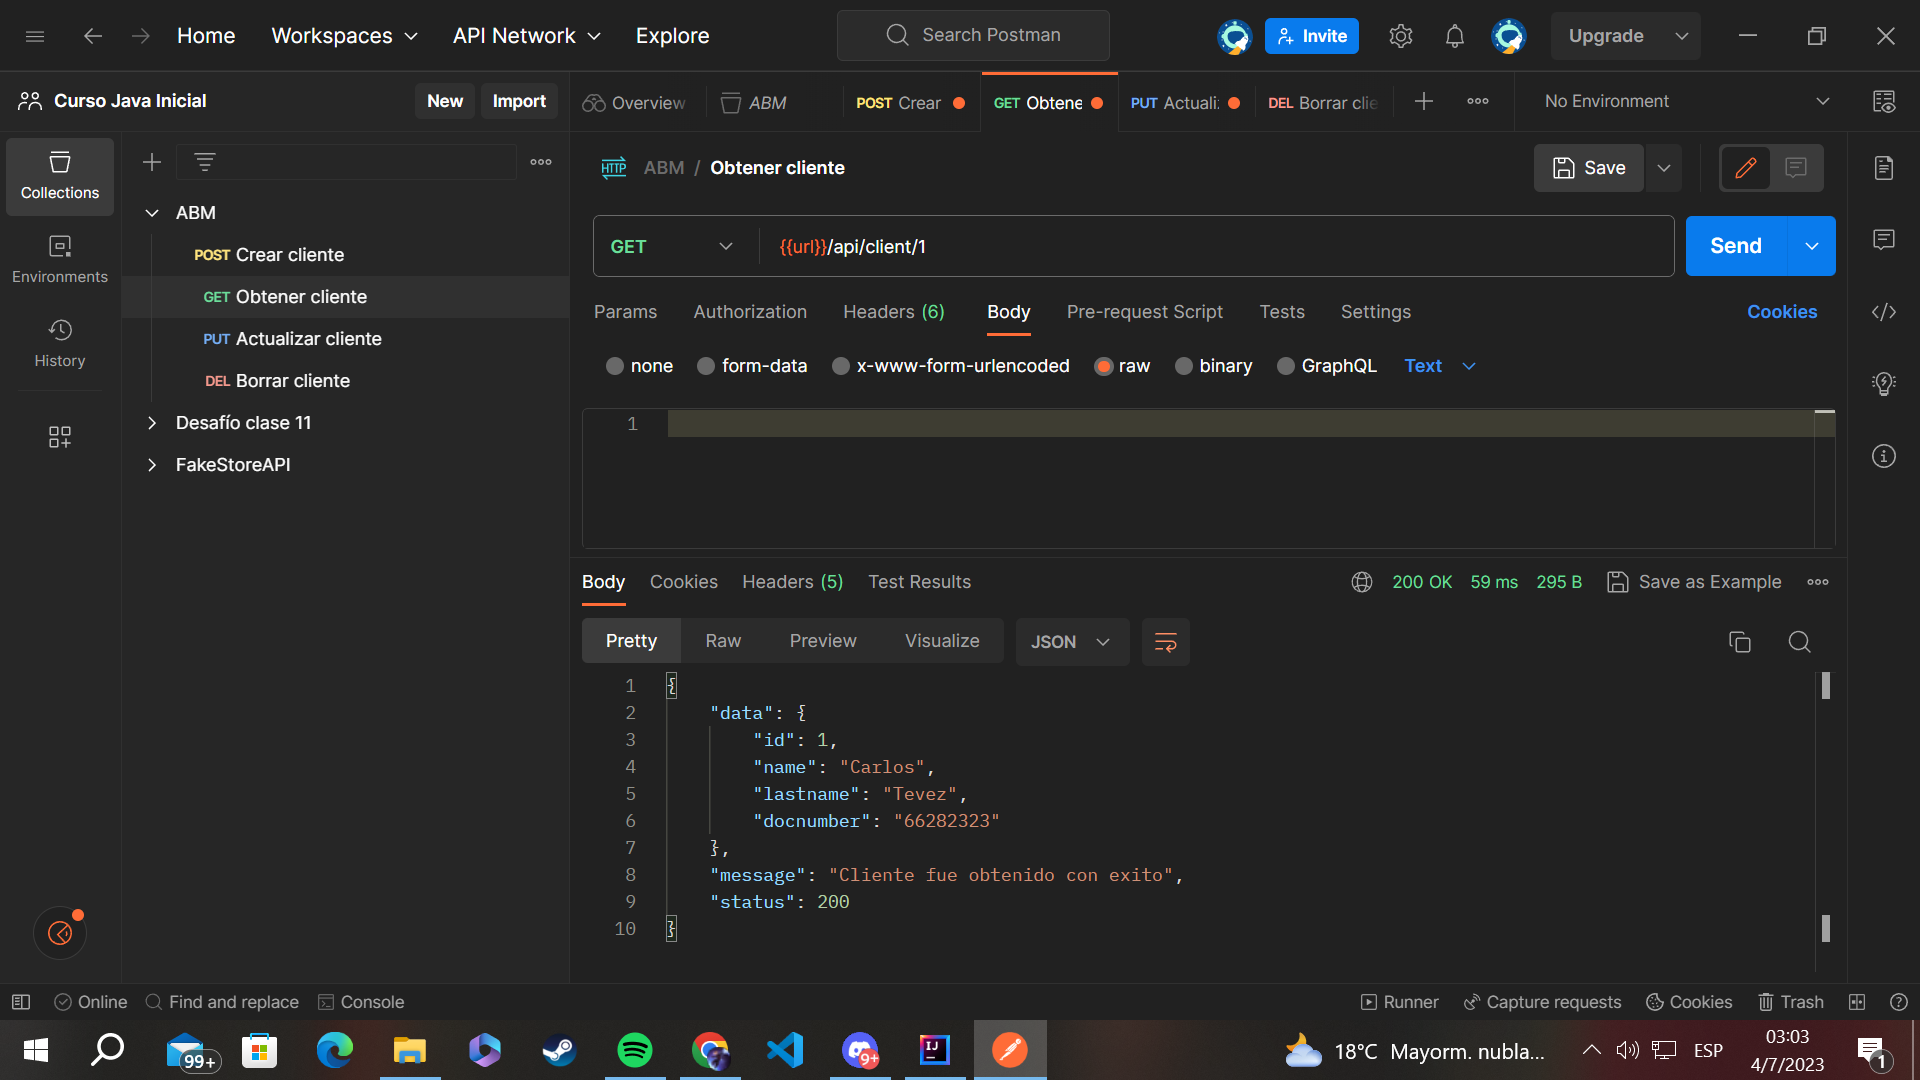 Home Workspaces API Network Explore Search Postman Invite Upgrade
Curso Java Inicial New Import Overview ABM POST Crear GET Obtene PUT Actuali: DEL Borrar clie No Environment
ABM / Obtener cliente Save
Collections
Environments
History
ABM
POST Crear cliente
GET Obtener cliente
PUT Actualizar cliente
DEL Borrar cliente
Desafío clase 11
FakeStoreAPI
HTTP
GET {{url}}/api/client/1 Send
Params Authorization Headers (6) Body Pre-request Script Tests Settings Cookies
none form-data x-www-form-urlencoded raw binary GraphQL Text
1
Body Cookies Headers (5) Test Results 200 OK 59 ms 295 B Save as Example
Pretty Raw Preview Visualize JSON
1 {
2 "data": {
3 "id": 1,
4 "name": "Carlos",
5 "lastname": "Tevez",
6 "docnumber": "66282323"
7 },
8 "message": "Cliente fue obtenido con exito",
9 "status": 200
10 }
Online Find and replace Console Runner Capture requests Cookies Trash
99+ 9+ IJ 18°C Mayorm. nubla... ESP 03:03
4/7/2023 1